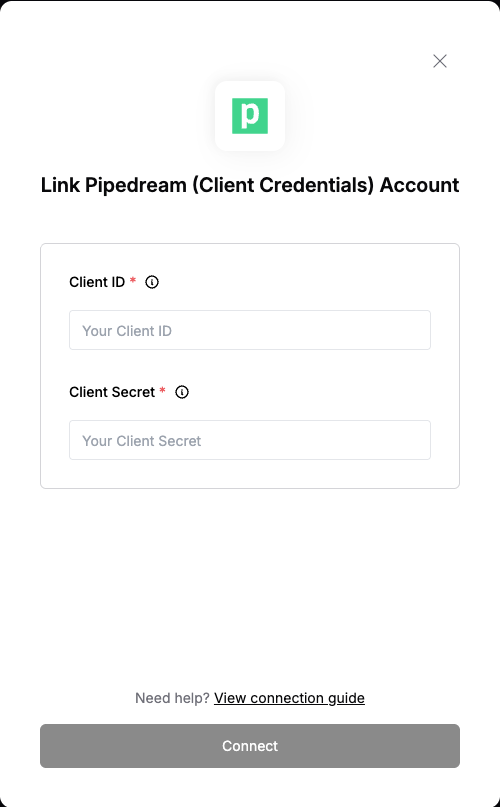 p
Link Pipedream (Client Credentials) Account
Client ID *
Your Client ID
Client Secret *
Your Client Secret
Need help? View connection guide
Connect